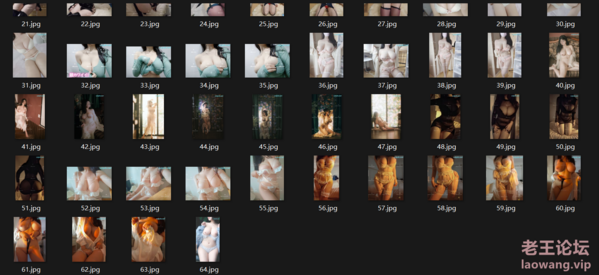 21.jpg 22.jpg 23.jpg 24.jpg 25.jpg 26.jpg 27.jpg 28.jpg 29.jpg 30.jpg
31.jpg 32.jpg 33.jpg 34.jpg 35.jpg 36.jpg 37.jpg 38.jpg 39.jpg 40.jpg
41.jpg 42.jpg 43.jpg 44.jpg 45.jpg 46.jpg 47.jpg 48.jpg 49.jpg 50.jpg
51.jpg 52.jpg 53.jpg 54.jpg 55.jpg 56.jpg 57.jpg 58.jpg 59.jpg 60.jpg
61.jpg 62.jpg 63.jpg 64.jpg
老王论坛
laowang.vip